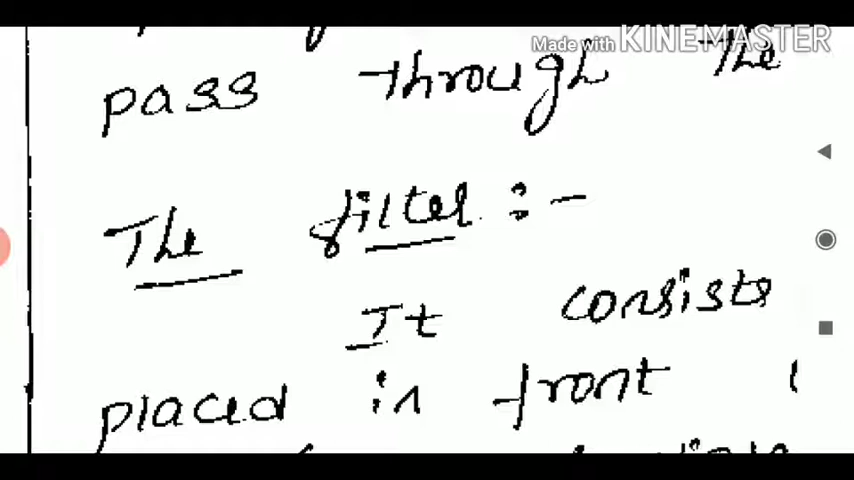 Made with KINEMASTER
pass through the
The filter :-
It consists
placed in front